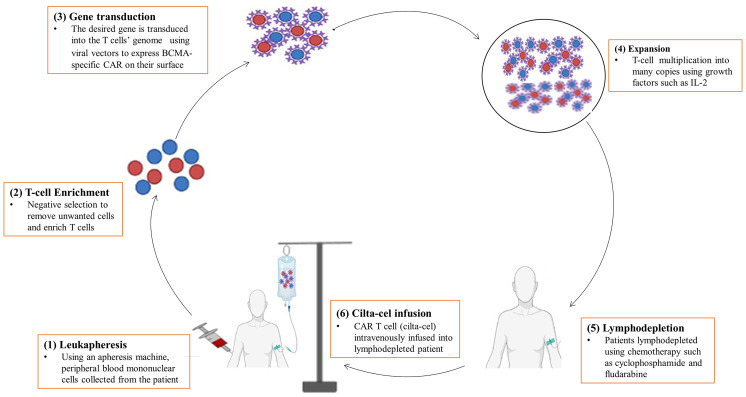 (1) Leukapheresis
• Using an apheresis machine,
peripheral blood mononuclear
cells collected from the patient
(2) T-cell Enrichment
• Negative selection to
remove unwanted cells
and enrich T cells
(3) Gene transduction
• The desired gene is transduced
into the T cells’ genome using
viral vectors to express BCMA-
specific CAR on their surface
(4) Expansion
• T-cell multiplication into
many copies using growth
factors such as IL-2
(5) Lymphodepletion
• Patients lymphodepleted
using chemotherapy such
as cyclophosphamide and
fludarabine
(6) Cilta-cel infusion
• CAR T cell (cilta-cel)
intravenously infused into
lymphodepleted patient